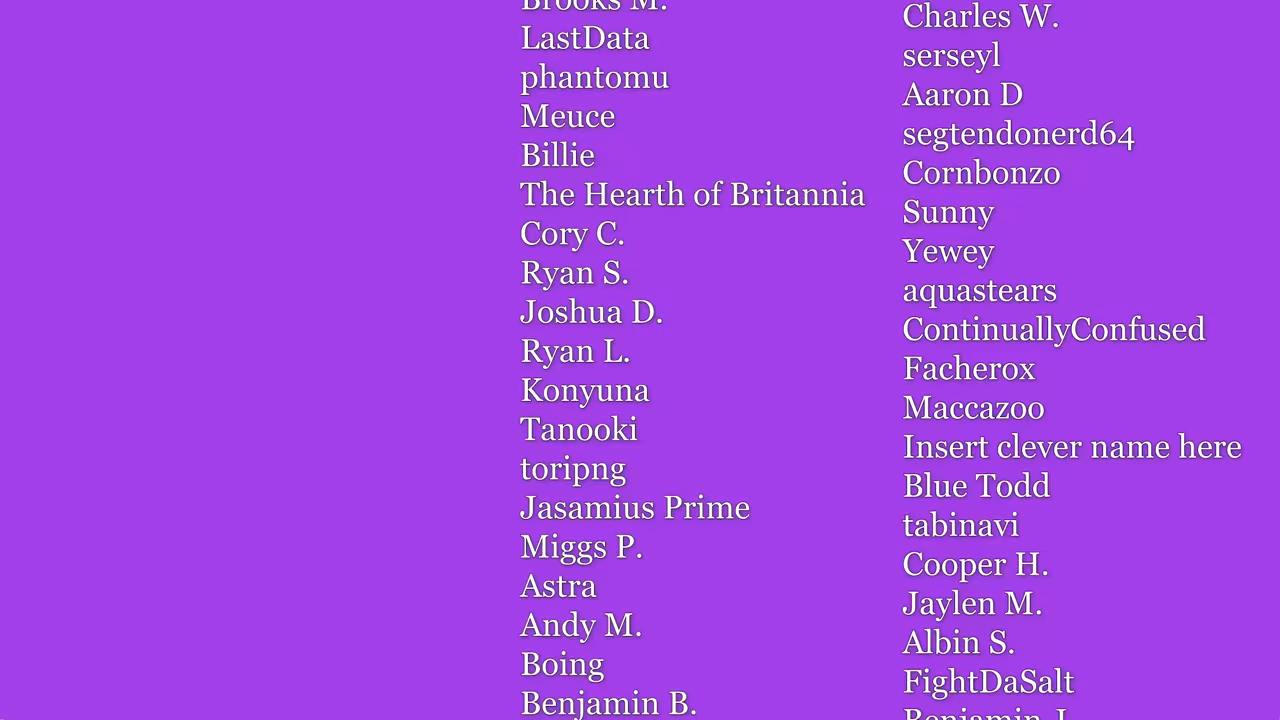 Brooks M.
LastData
phantomu
Meuce
Billie
The Hearth of Britannia
Cory C.
Ryan S.
Joshua D.
Ryan L.
Konyuna
Tanooki
toripng
Jasamius Prime
Miggs P.
Astra
Andy M.
Boing
Benjamin B.
Charles W.
serseyl
Aaron D
segtendonerd64
Cornbonzo
Sunny
Yewey
aquastears
ContinuallyConfused
Facherox
Maccazoo
Insert clever name here
Blue Todd
tabinavi
Cooper H.
Jaylen M.
Albin S.
FightDaSalt
Benjamin